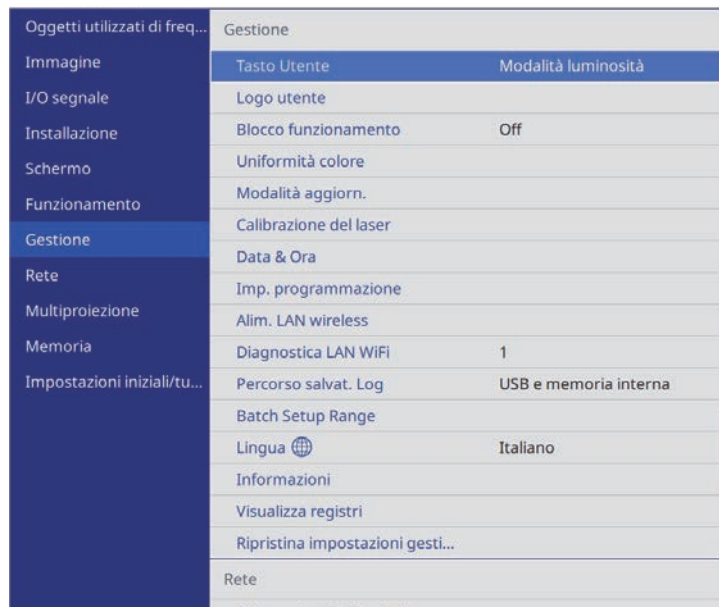 Oggetti utilizzati di freq...
Immagine
I/O segnale
Installazione
Schermo
Funzionamento
Gestione
Rete
Multiproiezione
Memoria
Impostazioni iniziali/tu...
Gestione
Tasto Utente Modalità luminosità
Logo utente
Blocco funzionamento Off
Uniformità colore
Modalità aggiorn.
Calibrazione del laser
Data & Ora
Imp. programmazione
Alim. LAN wireless
Diagnostica LAN WiFi 1
Percorso salvat. Log USB e memoria interna
Batch Setup Range
Lingua Italiano
Informazioni
Visualizza registri
Ripristina impostazioni gesti...
Rete